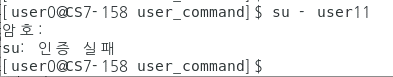 [user0@CS7-158 user_command]$ su - user11
암호:
su: 인증 실패
[user0@CS7-158 user_command]$